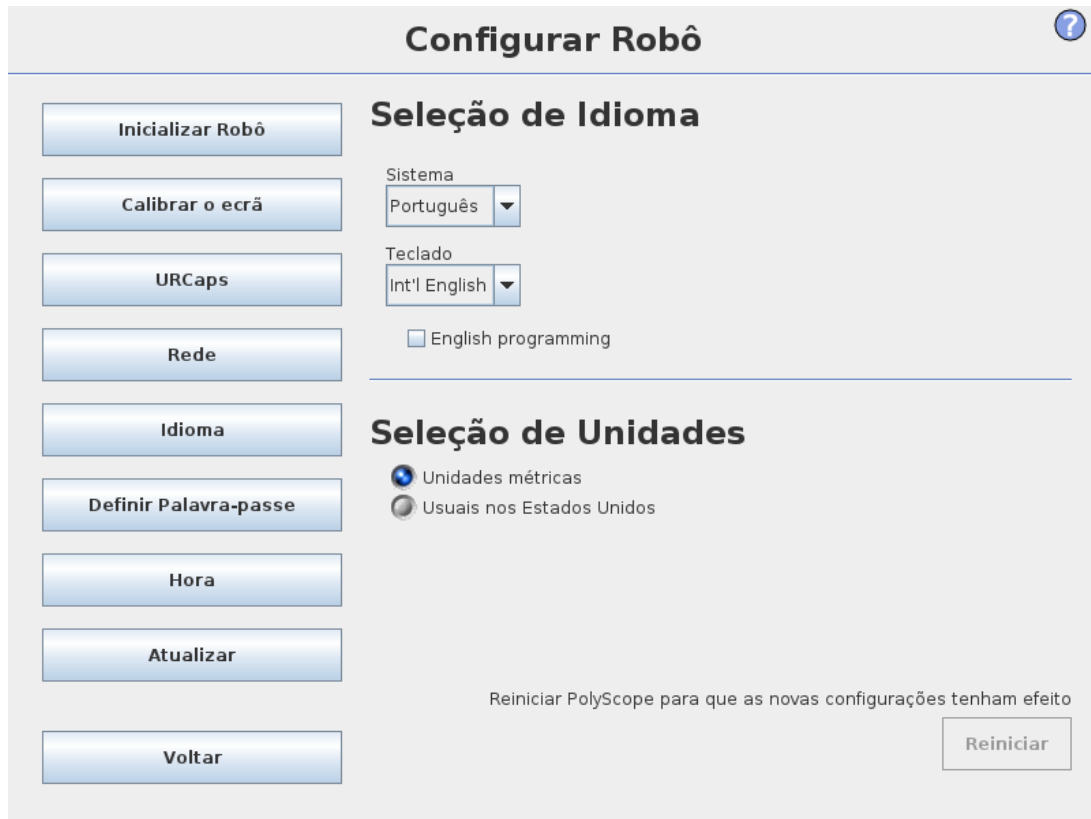 Configurar Robô
?
Inicializar Robô
Calibrar o ecrã
URCaps
Rede
Idioma
Definir Palavra-passe
Hora
Atualizar
Voltar
Seleção de Idioma
Sistema
Português
Teclado
Int'l English
English programming
Seleção de Unidades
Unidades métricas
Usuais nos Estados Unidos
Reiniciar PolyScope para que as novas configurações tenham efeito
Reiniciar